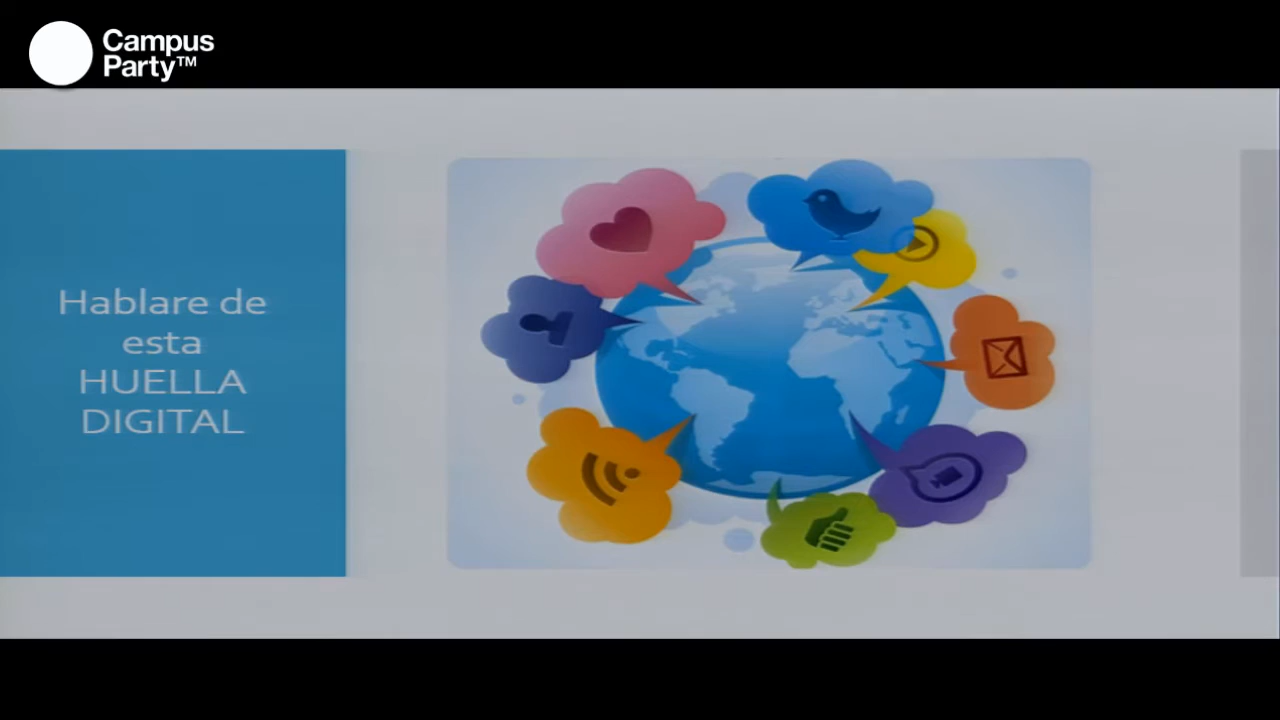 Campus
Party™
Hablare de
esta
HUELLA
DIGITAL